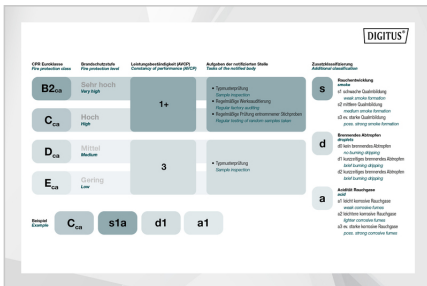 DIGITUS®
CPR Euroklasse
Fire protection class
Brandschutzstufe
Fire protection level
Leistungsbeständigkeit (AVCP)
Constancy of performance (AVCP)
Aufgaben der notifizierten Stelle
Tasks of the notified body
Zusatzklassifizierung
Additional classification
B2ca
Sehr hoch
Very high
Cca
Hoch
High
1+
• Typmusterprüfung
Sample inspection
• Regelmäßige Werksauditierung
Regular factory auditing
• Regelmäßige Prüfung entnommener Stichproben
Regular testing of random samples taken
Dca
Mittel
Medium
Eca
Gering
Low
3
• Typmusterprüfung
Sample inspection
s
Rauchentwicklung
smoke
s1 schwache Qualmbildung
weak smoke formation
s2 mittlere Qualmbildung
medium smoke formation
s3 ev. starke Qualmbildung
poss. strong smoke formation
d
Brennendes Abtropfen
droplets
d0 kein brennendes Abtropfen
no burning dripping
d1 kurzzeitiges brennendes Abtropfen
brief burning dripping
d2 kurzzeitiges brennendes Abtropfen
brief burning dripping
a
Acidität Rauchgase
acid
a1 leicht korrosive Rauchgase
weak corrosive fumes
a2 leichtere korrosive Rauchgase
lighter corrosive fumes
a3 ev. starke korrosive Rauchgase
poss. strong corrosive fumes
Beispiel
Example
Cca
s1a
d1
a1